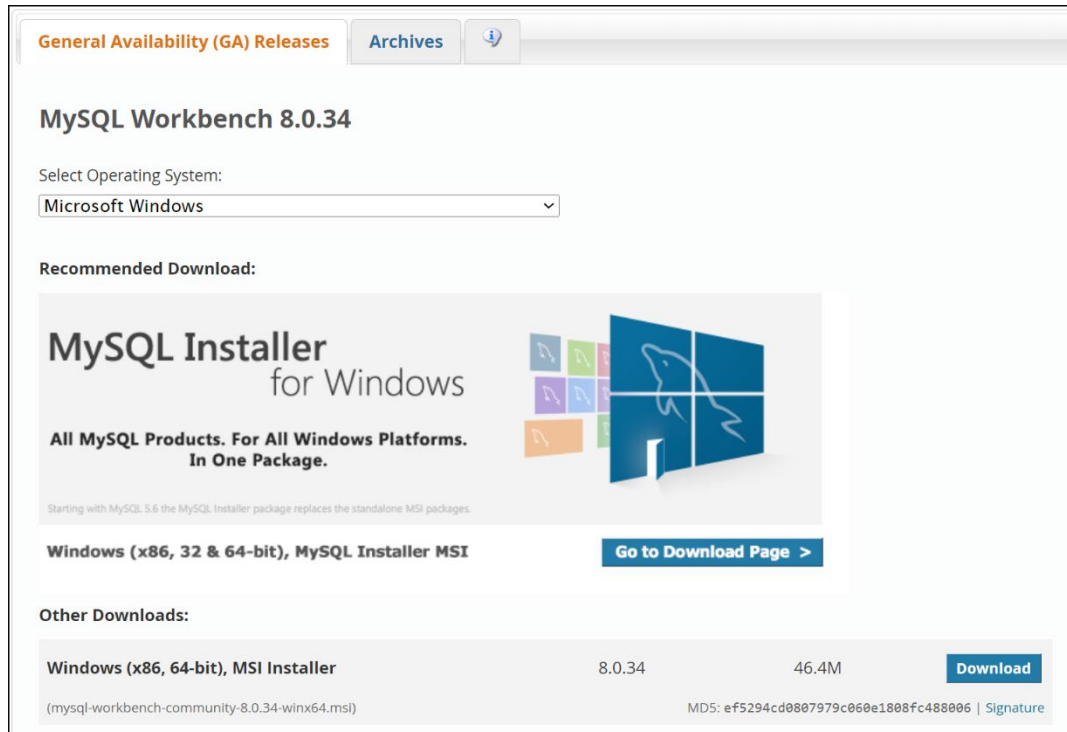 General Availability (GA) Releases
Archives
MySQL Workbench 8.0.34
Select Operating System:
Microsoft Windows
Recommended Download:
MySQL Installer
for Windows
All MySQL Products. For All Windows Platforms.
In One Package.
Starting with MySQL 5.6 the MySQL Installer package replaces the standalone MSI packages.
Windows (x86, 32 & 64-bit), MySQL Installer MSI
Go to Download Page >
Other Downloads:
Windows (x86, 64-bit), MSI Installer 8.0.34 46.4M Download
(mysql-workbench-community-8.0.34-winx64.msi) MD5: ef5294cd0807979c060e1808fc488006 | Signature